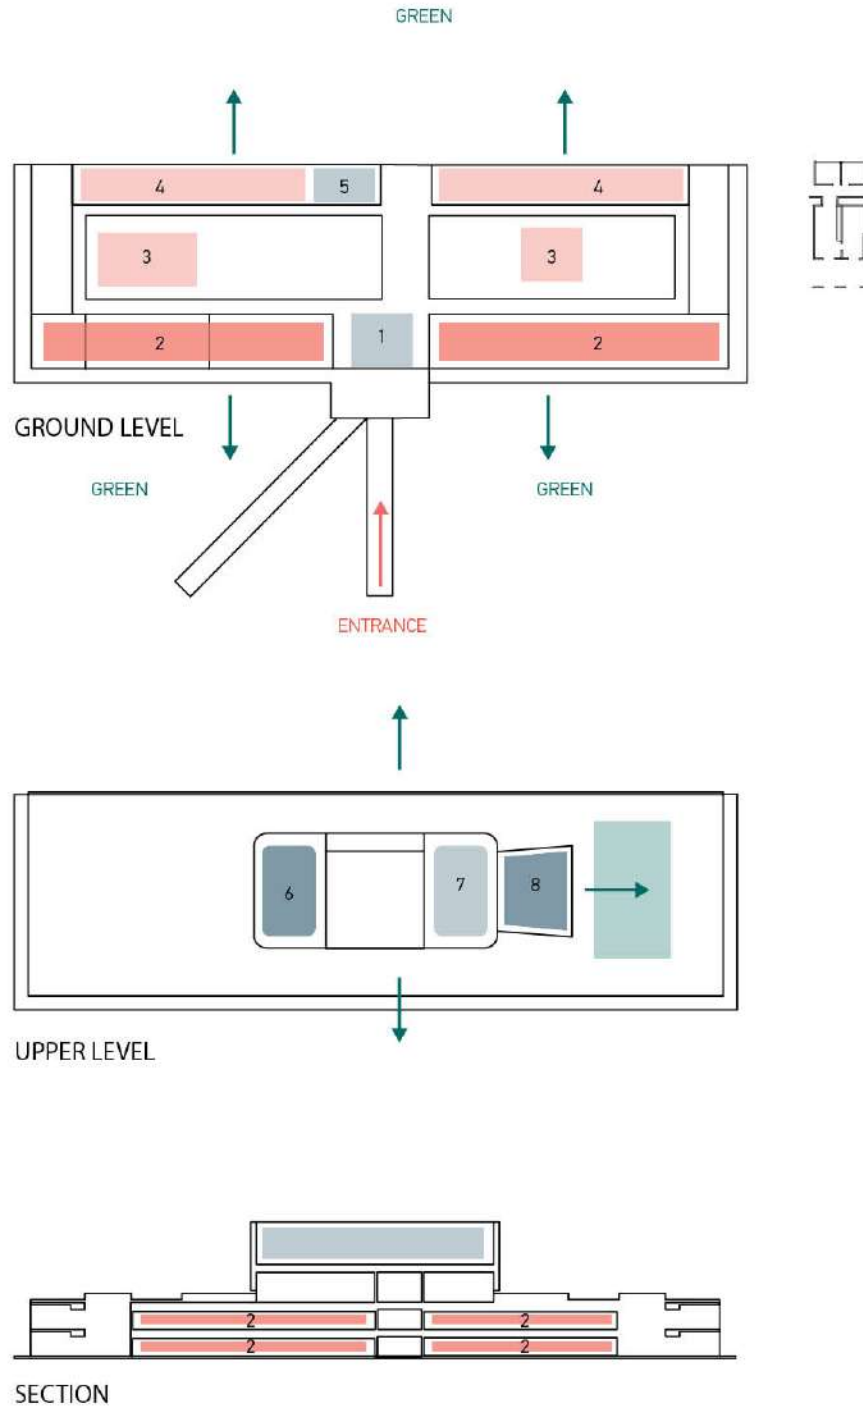 GREEN
4 5 4
3 3
2 1 2
GROUND LEVEL
GREEN GREEN
ENTRANCE
6 7 8
UPPER LEVEL
2 2
2 2
SECTION